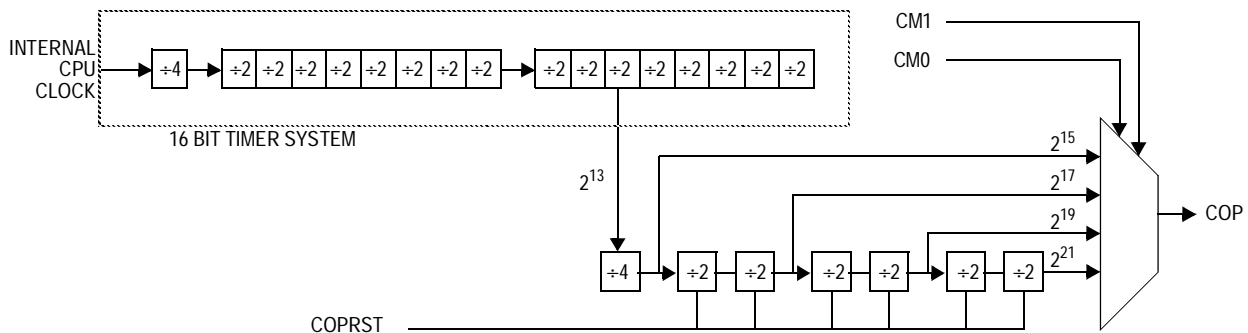 CM1
INTERNAL
CPU
CLOCK
÷4 ÷2 ÷2 ÷2 ÷2 ÷2 ÷2 ÷2 ÷2 ÷2 ÷2 ÷2 ÷2 ÷2 ÷2 ÷2 ÷2
CM0
16 BIT TIMER SYSTEM
2^15
2^13
2^17
COP
2^19
÷4 ÷2 ÷2 ÷2 ÷2 ÷2 ÷2 2^21
COPRST